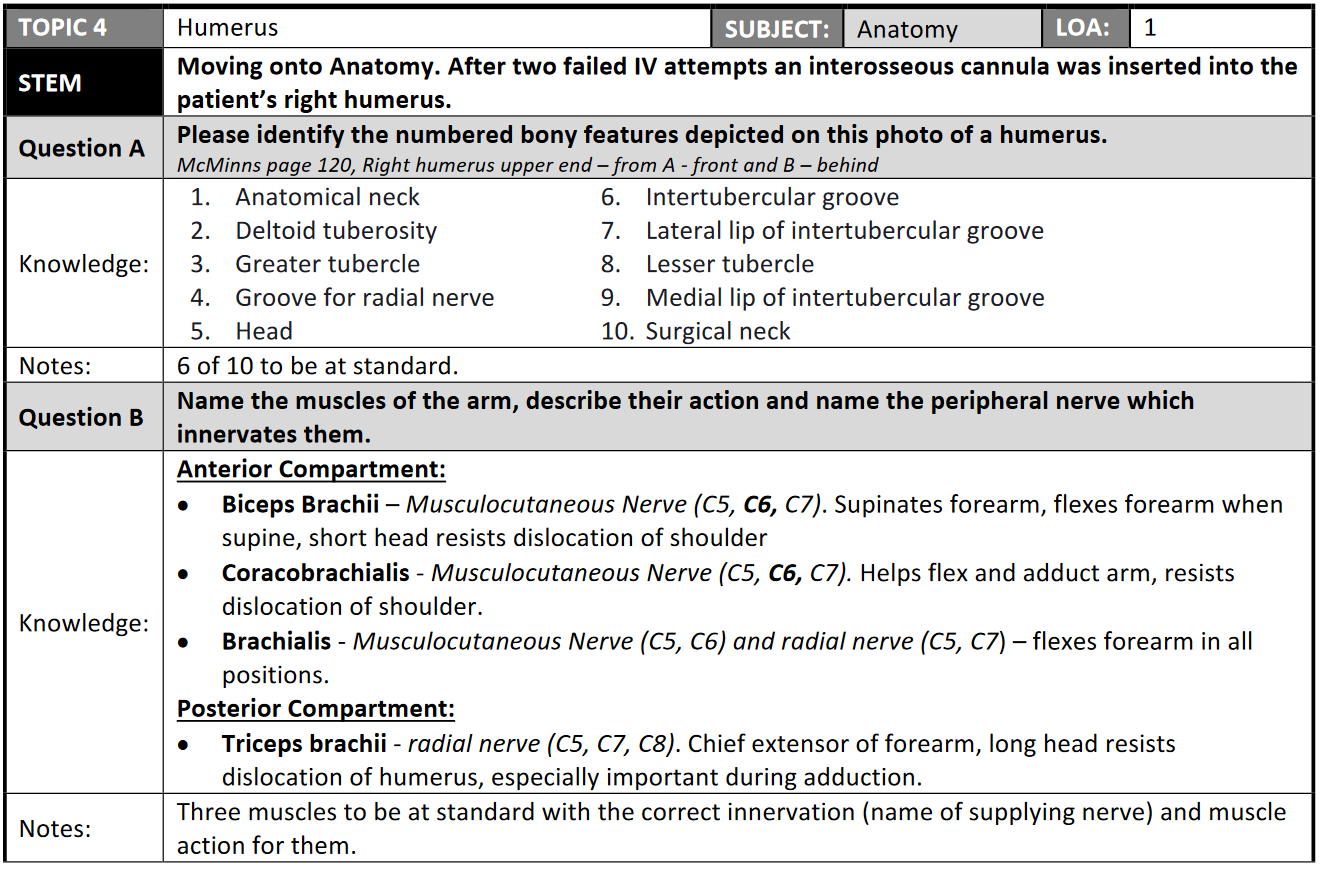 TOPIC 4 Humerus SUBJECT: Anatomy LOA: 1
STEM
Moving onto Anatomy. After two failed IV attempts an interosseous cannula was inserted into the
patient's right humerus.
Question A
Please identify the numbered bony features depicted on this photo of a humerus.
McMinns page 120, Right humerus upper end – from A - front and B – behind
Knowledge:
1. Anatomical neck
2. Deltoid tuberosity
3. Greater tubercle
4. Groove for radial nerve
5. Head
6. Intertubercular groove
7. Lateral lip of intertubercular groove
8. Lesser tubercle
9. Medial lip of intertubercular groove
10. Surgical neck
Notes: 6 of 10 to be at standard.
Question B
Name the muscles of the arm, describe their action and name the peripheral nerve which
innervates them.
Knowledge:
Anterior Compartment:
• Biceps Brachii – Musculocutaneous Nerve (C5, C6, C7). Supinates forearm, flexes forearm when
supine, short head resists dislocation of shoulder
• Coracobrachialis - Musculocutaneous Nerve (C5, C6, C7). Helps flex and adduct arm, resists
dislocation of shoulder.
• Brachialis - Musculocutaneous Nerve (C5, C6) and radial nerve (C5, C7) – flexes forearm in all
positions.
Posterior Compartment:
• Triceps brachii - radial nerve (C5, C7, C8). Chief extensor of forearm, long head resists
dislocation of humerus, especially important during adduction.
Notes:
Three muscles to be at standard with the correct innervation (name of supplying nerve) and muscle
action for them.